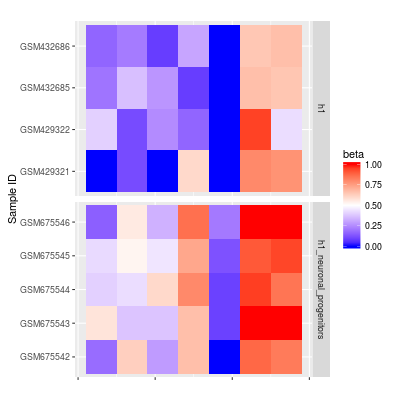 GSM432686
GSM432685
GSM429322
GSM429321
h1
GSM675546
GSM675545
GSM675544
GSM675543
GSM675542
h1_neuronal_progenitors
Sample ID
beta
1.00
0.75
0.50
0.25
0.00